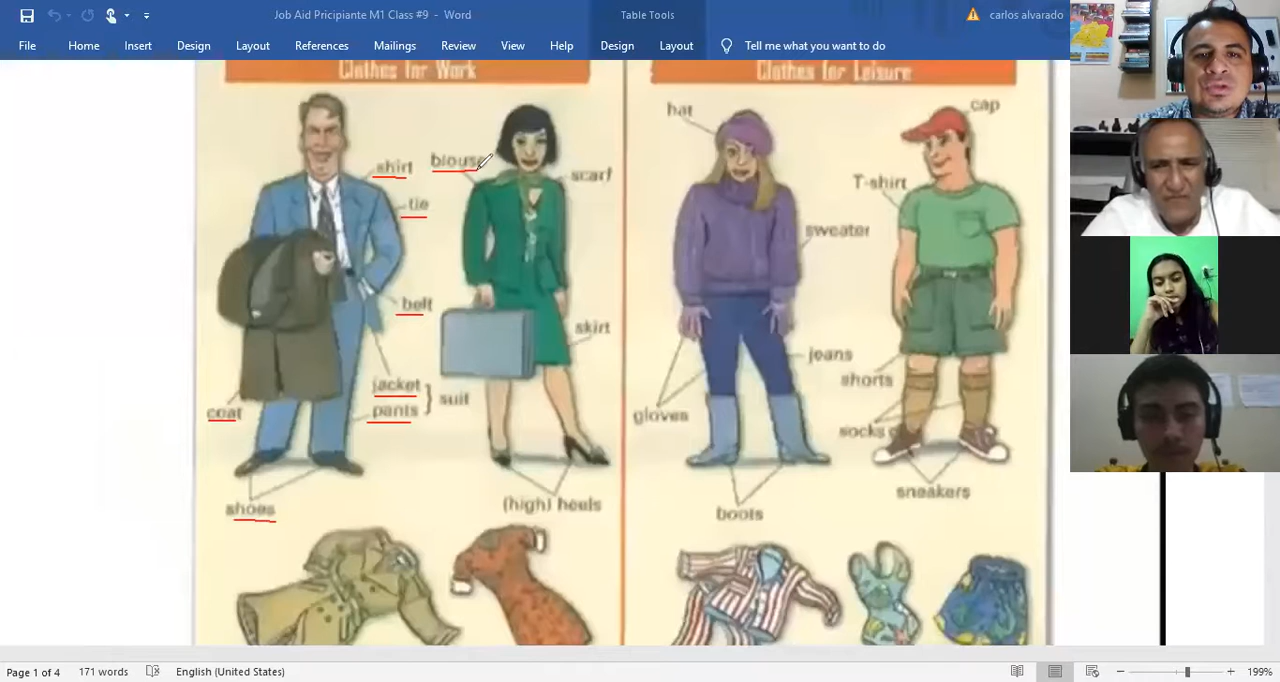 Job Aid Pricipiante M1 Class #9 - Word
Table Tools
carlos alvarado
File Home Insert Design Layout References Mailings Review View Help Design Layout Tell me what you want to do
Clothes for Work
Clothes for Leisure
shirt
blouse
scarf
tie
belt
skirt
jacket
pants
suit
coat
shoes
(high) heels
hat
cap
T-shirt
sweater
jeans
shorts
gloves
socks
sneakers
boots
Page 1 of 4 171 words English (United States) 199%